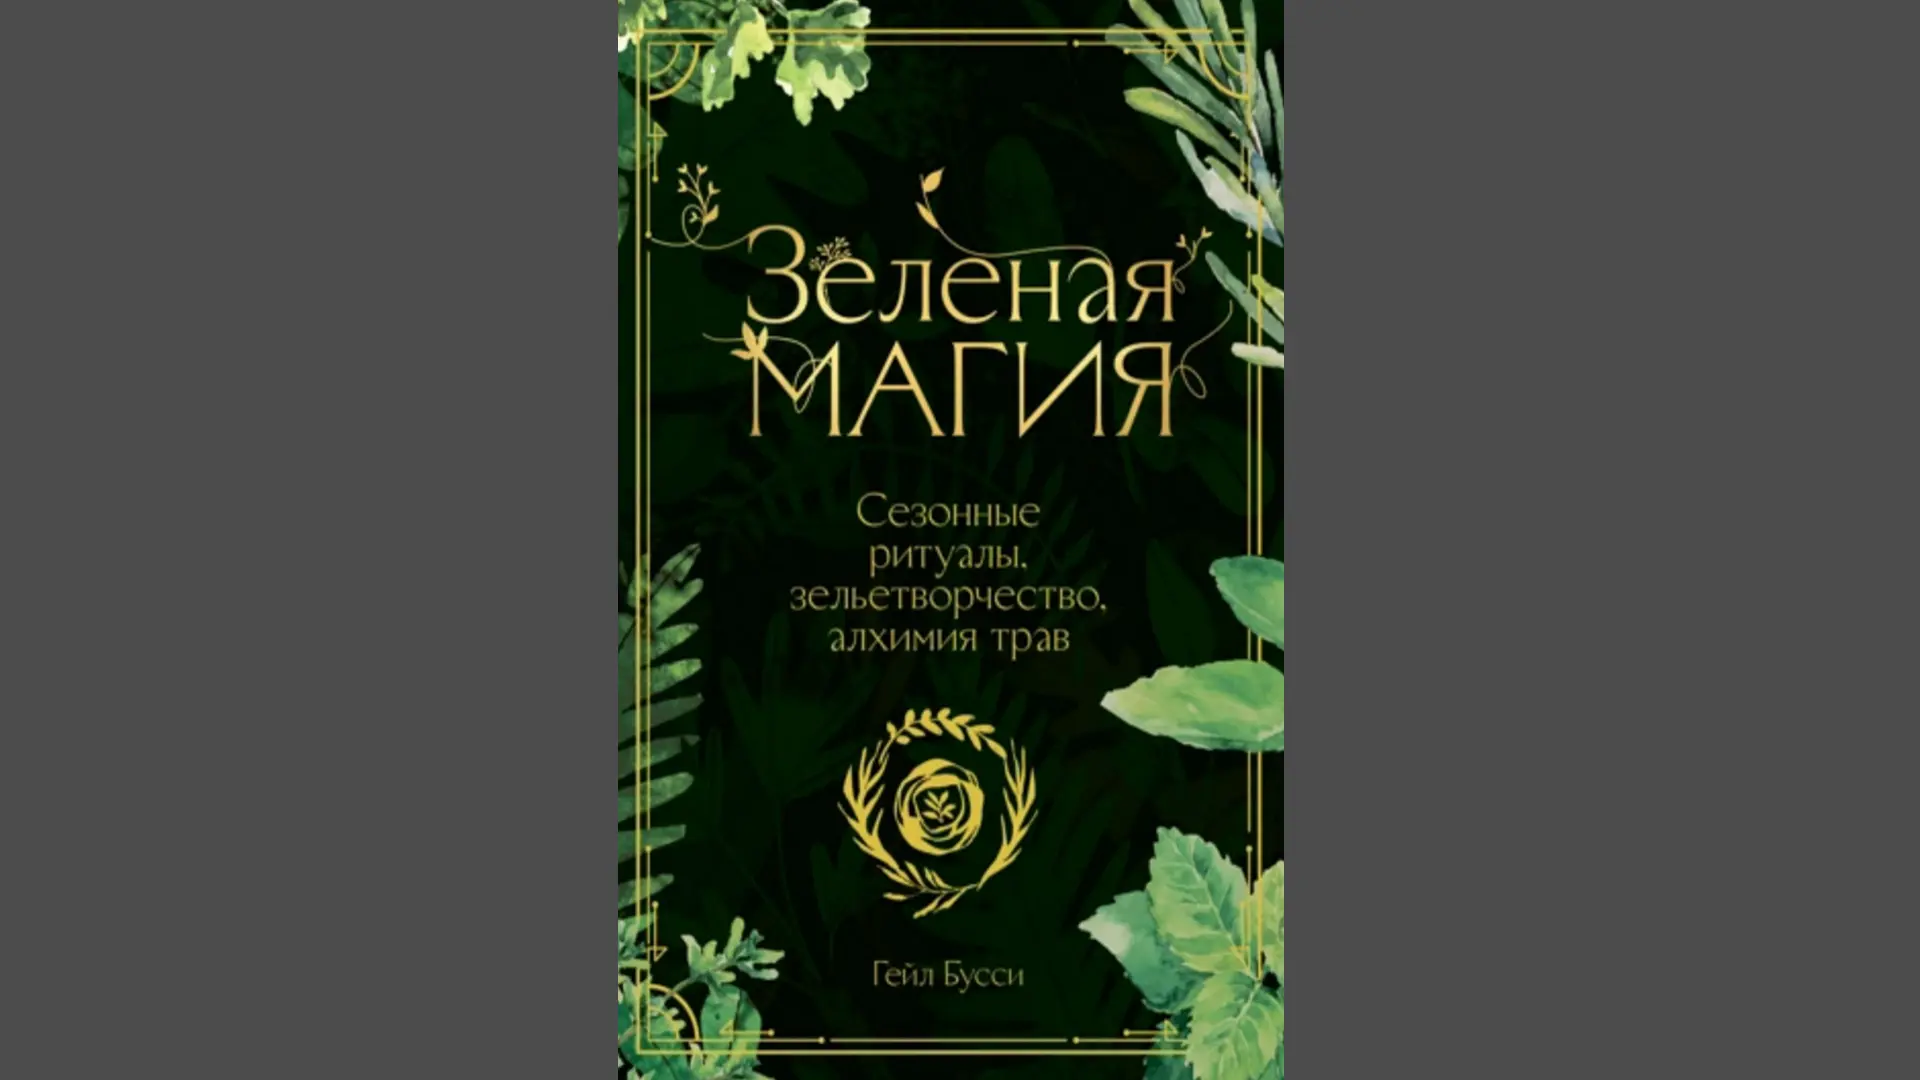 Зеленая
МАГИЯ
Сезонные
ритуалы,
зельетворчество,
алхимия трав
Гейл Бусси